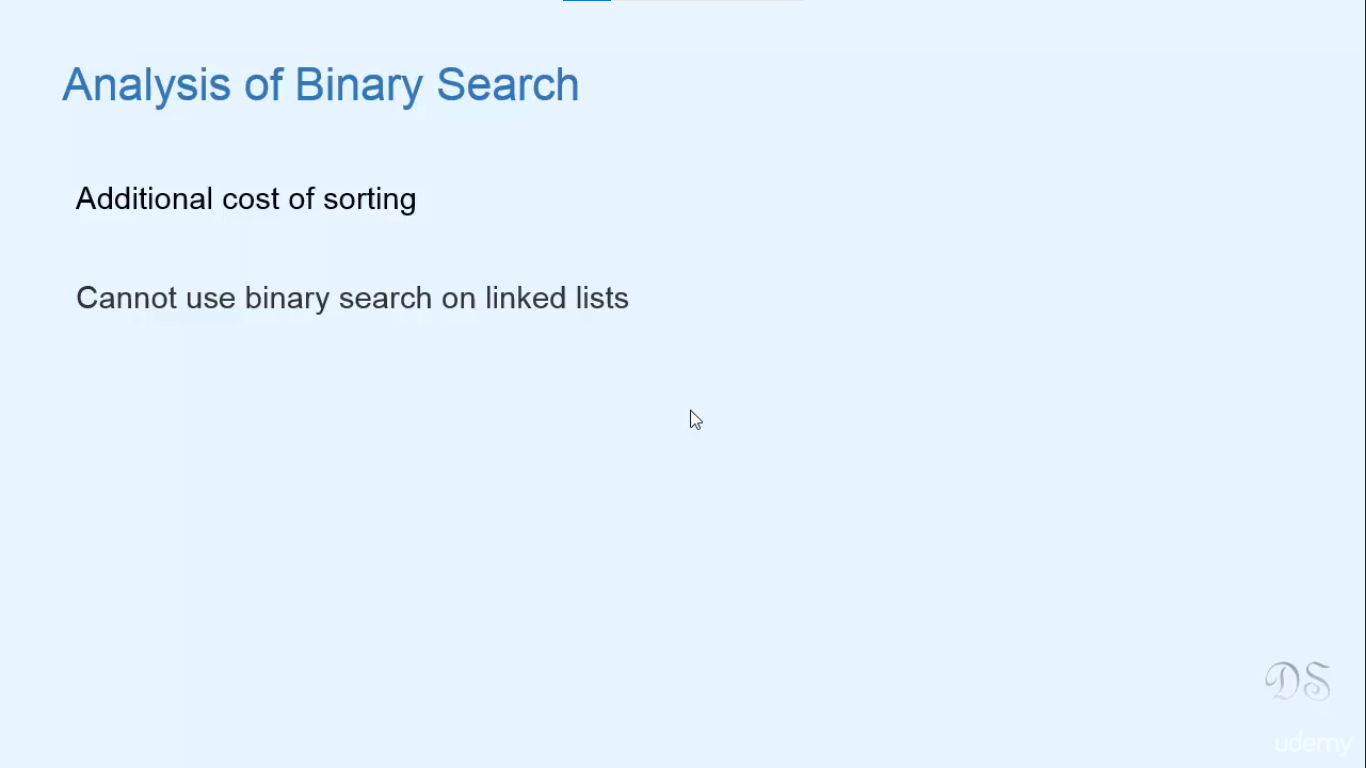 Analysis of Binary Search
Additional cost of sorting
Cannot use binary search on linked lists
DS
udemy